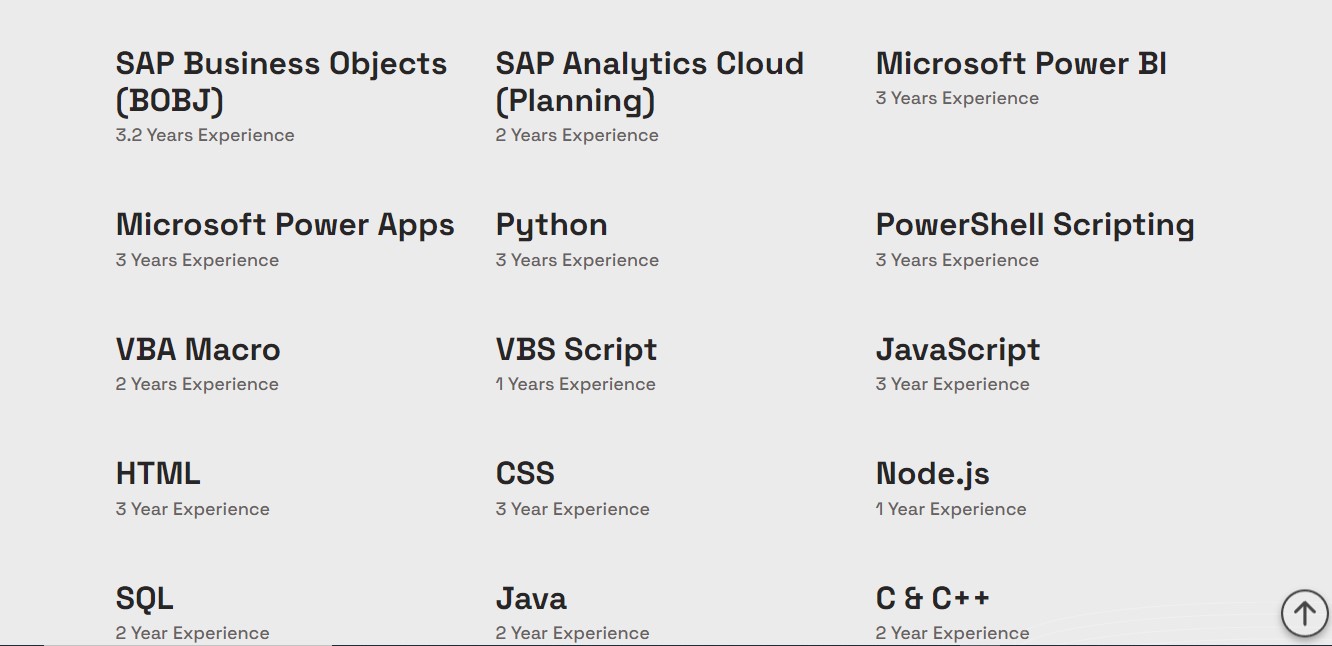 SAP Business Objects
(BOBJ)
3.2 Years Experience
SAP Analytics Cloud
(Planning)
2 Years Experience
Microsoft Power BI
3 Years Experience
Microsoft Power Apps
3 Years Experience
Python
3 Years Experience
PowerShell Scripting
3 Years Experience
VBA Macro
2 Years Experience
VBS Script
1 Years Experience
JavaScript
3 Year Experience
HTML
3 Year Experience
CSS
3 Year Experience
Node.js
1 Year Experience
SQL
2 Year Experience
Java
2 Year Experience
C & C++
2 Year Experience